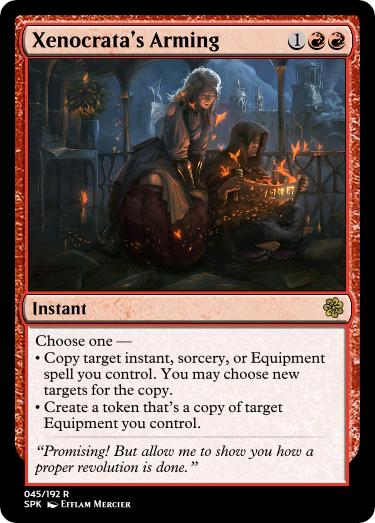 Xenocrata's Arming 1
Instant
Choose one —
• Copy target instant, sorcery, or Equipment
spell you control. You may choose new
targets for the copy.
• Create a token that's a copy of target
Equipment you control.
"Promising! But allow me to show you how a
proper revolution is done."
045/192 R
SPK Efflam Mercier